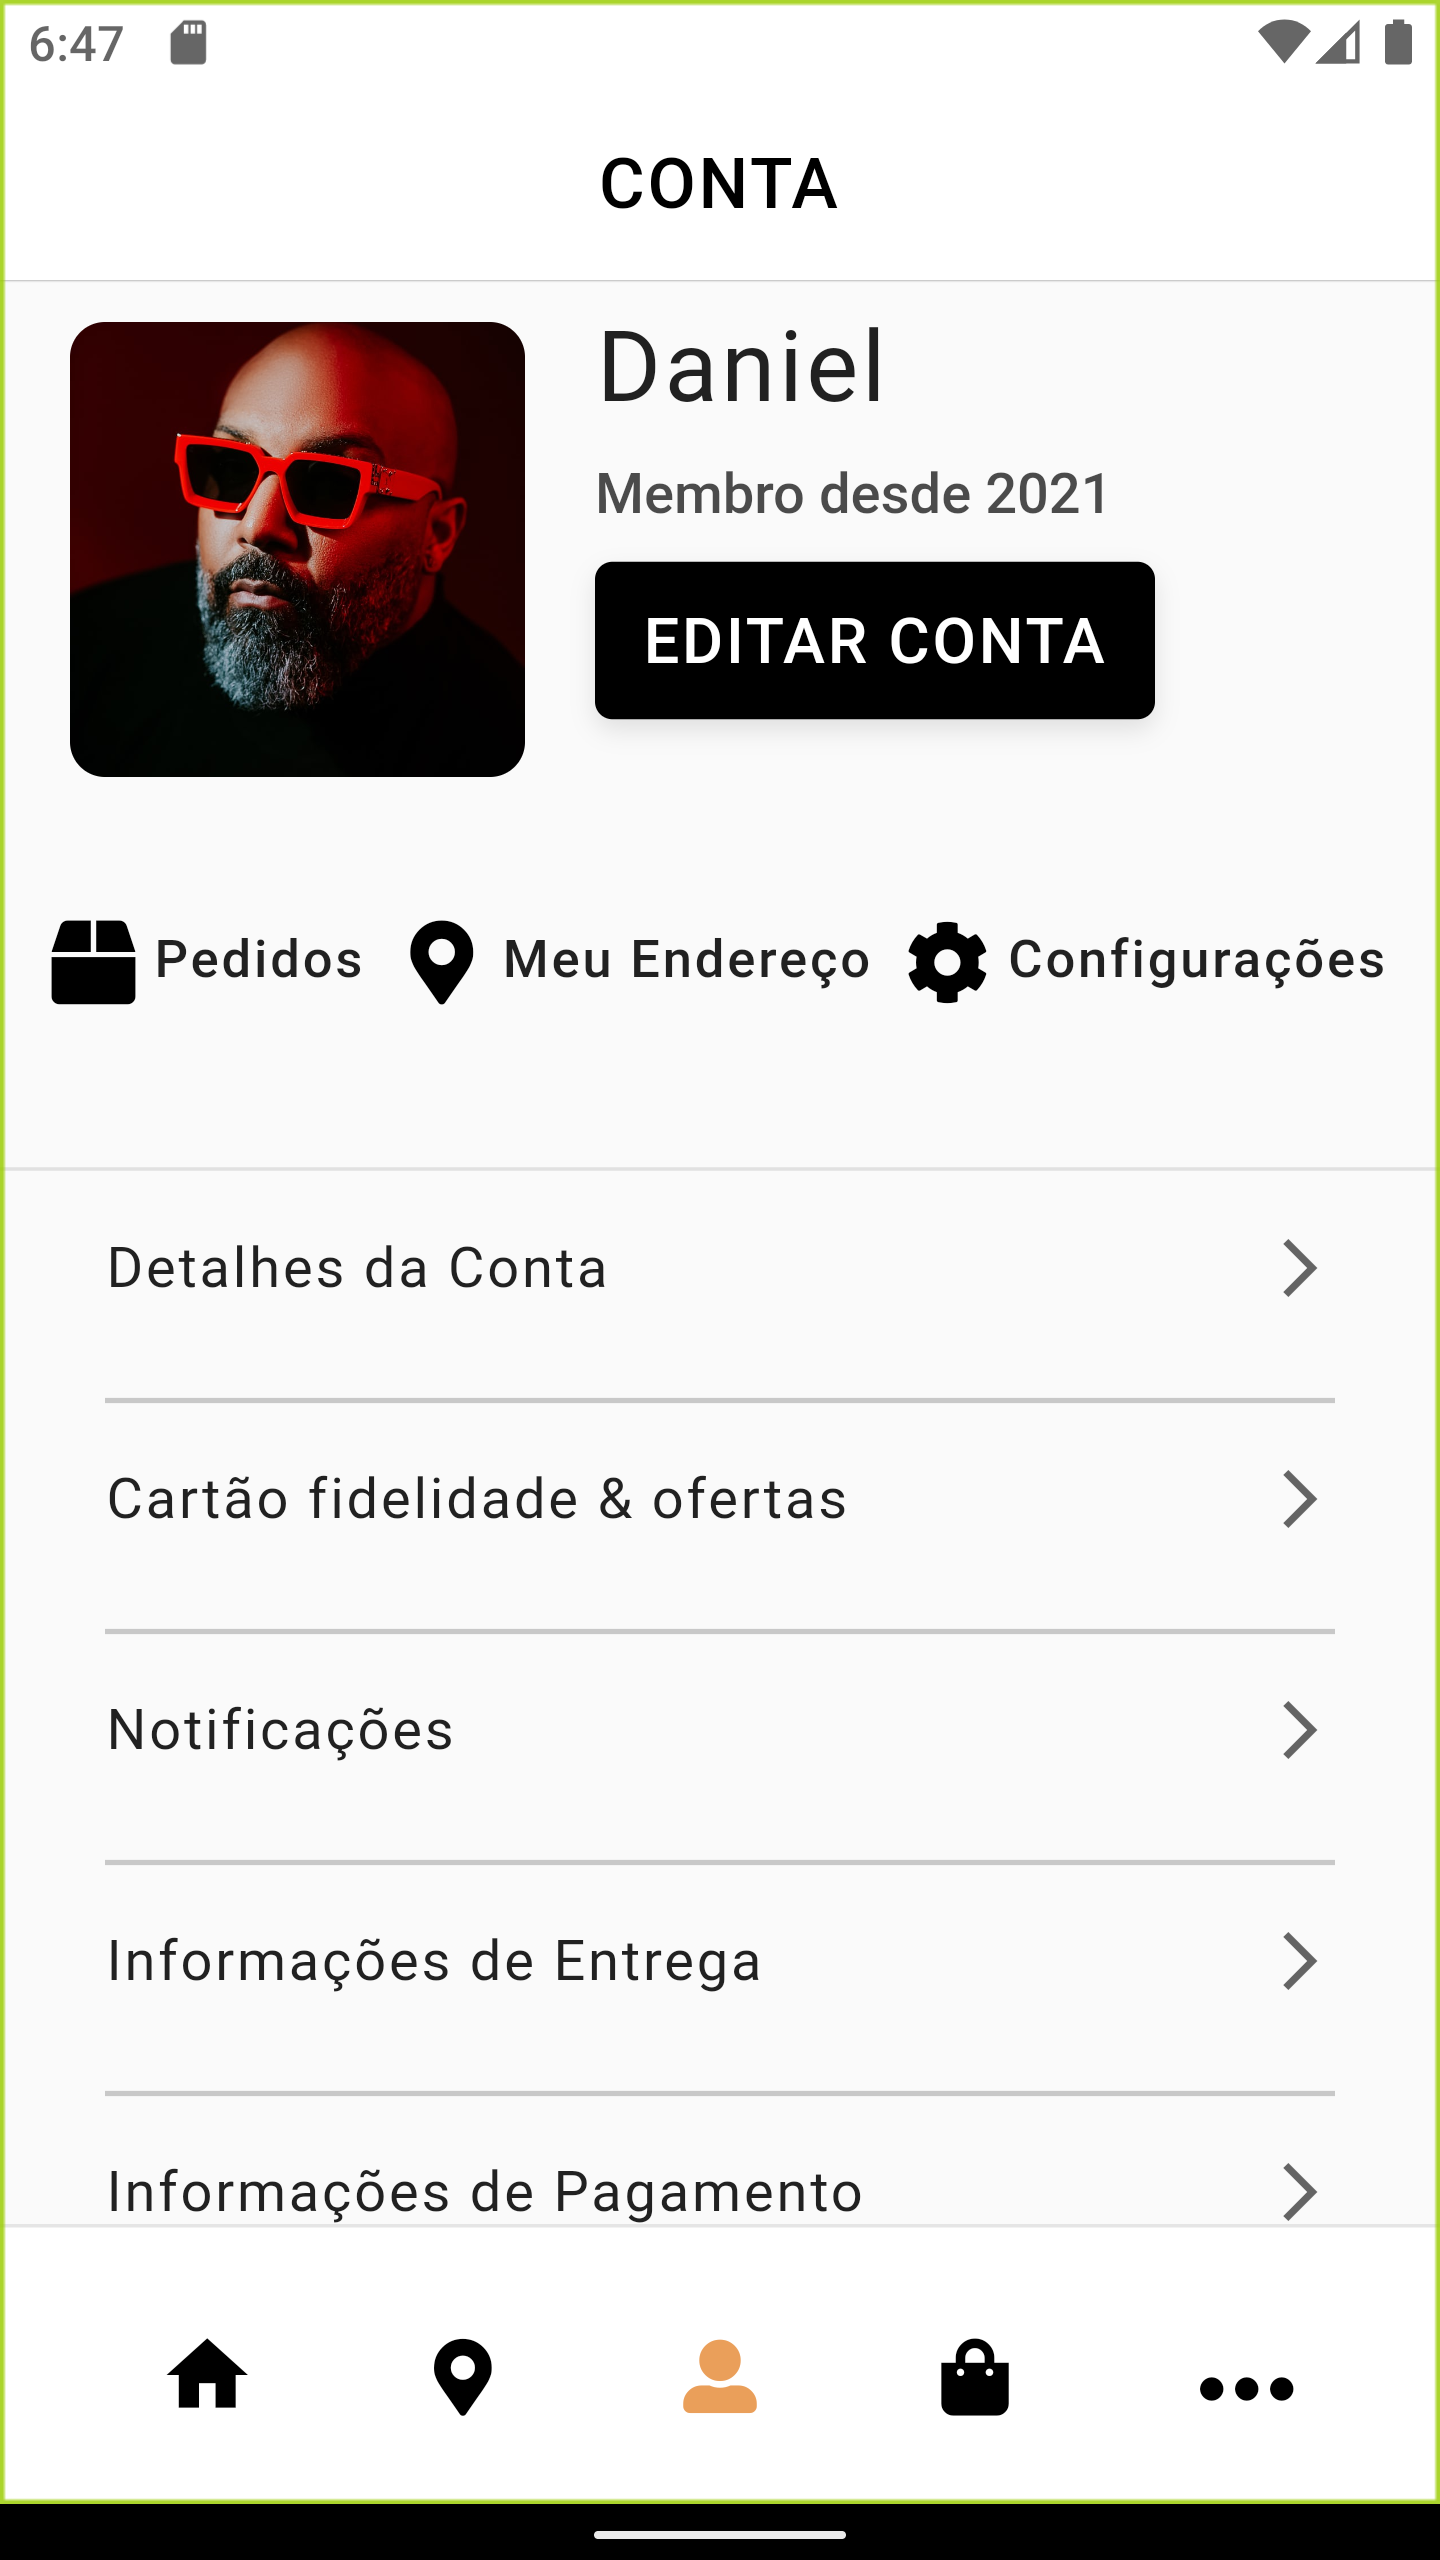 6:47
CONTA
Daniel
Membro desde 2021
EDITAR CONTA
Pedidos Meu Endereço Configurações
Detalhes da Conta
Cartão fidelidade & ofertas
Notificações
Informações de Entrega
Informações de Pagamento